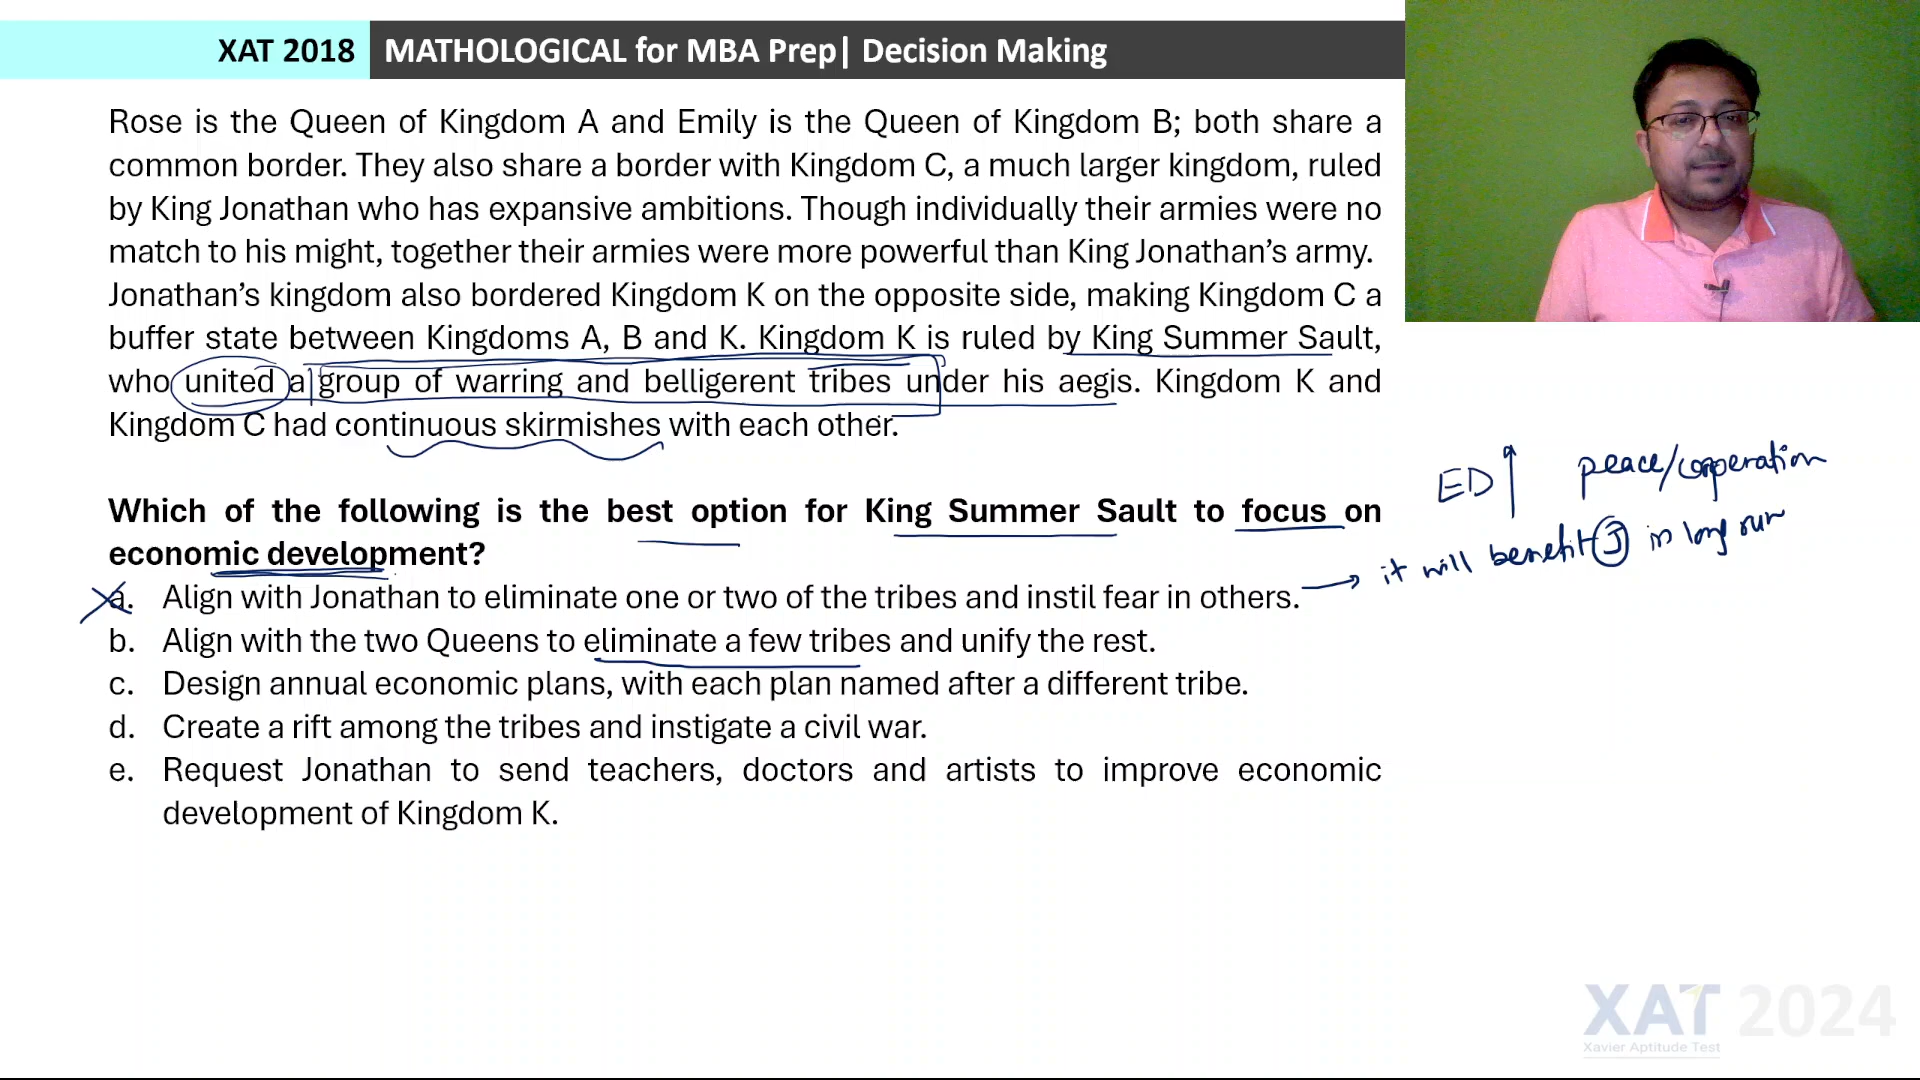 XAT 2018 MATHOLOGICAL for MBA Prep| Decision Making
Rose is the Queen of Kingdom A and Emily is the Queen of Kingdom B; both share a
common border. They also share a border with Kingdom C, a much larger kingdom, ruled
by King Jonathan who has expansive ambitions. Though individually their armies were no
match to his might, together their armies were more powerful than King Jonathan's army.
Jonathan's kingdom also bordered Kingdom K on the opposite side, making Kingdom C a
buffer state between Kingdoms A, B and K. Kingdom K is ruled by King Summer Sault,
who united a group of warring and belligerent tribes under his aegis. Kingdom K and
Kingdom C had continuous skirmishes with each other.
ED↑ peace/cooperation
Which of the following is the best option for King Summer Sault to focus on
economic development?
→ it will benefit J in long run
a. Align with Jonathan to eliminate one or two of the tribes and instil fear in others.
b. Align with the two Queens to eliminate a few tribes and unify the rest.
c. Design annual economic plans, with each plan named after a different tribe.
d. Create a rift among the tribes and instigate a civil war.
e. Request Jonathan to send teachers, doctors and artists to improve economic
development of Kingdom K.
XAT 2024
Xavier Aptitude Test